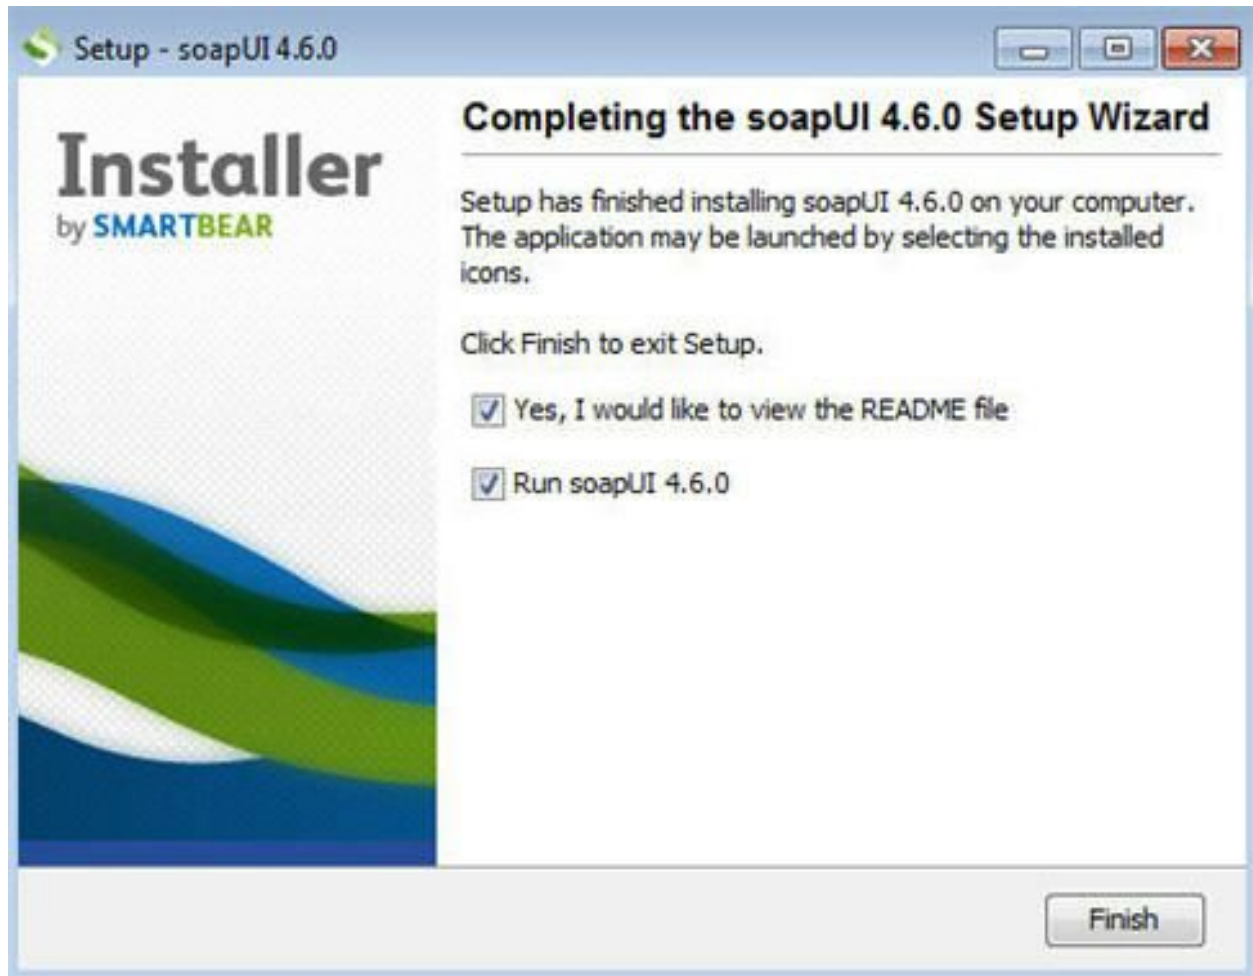 Setup - soapUI 4.6.0
Installer
by SMARTBEAR
Completing the soapUI 4.6.0 Setup Wizard
Setup has finished installing soapUI 4.6.0 on your computer.
The application may be launched by selecting the installed
icons.
Click Finish to exit Setup.
Yes, I would like to view the README file
Run soapUI 4.6.0
Finish